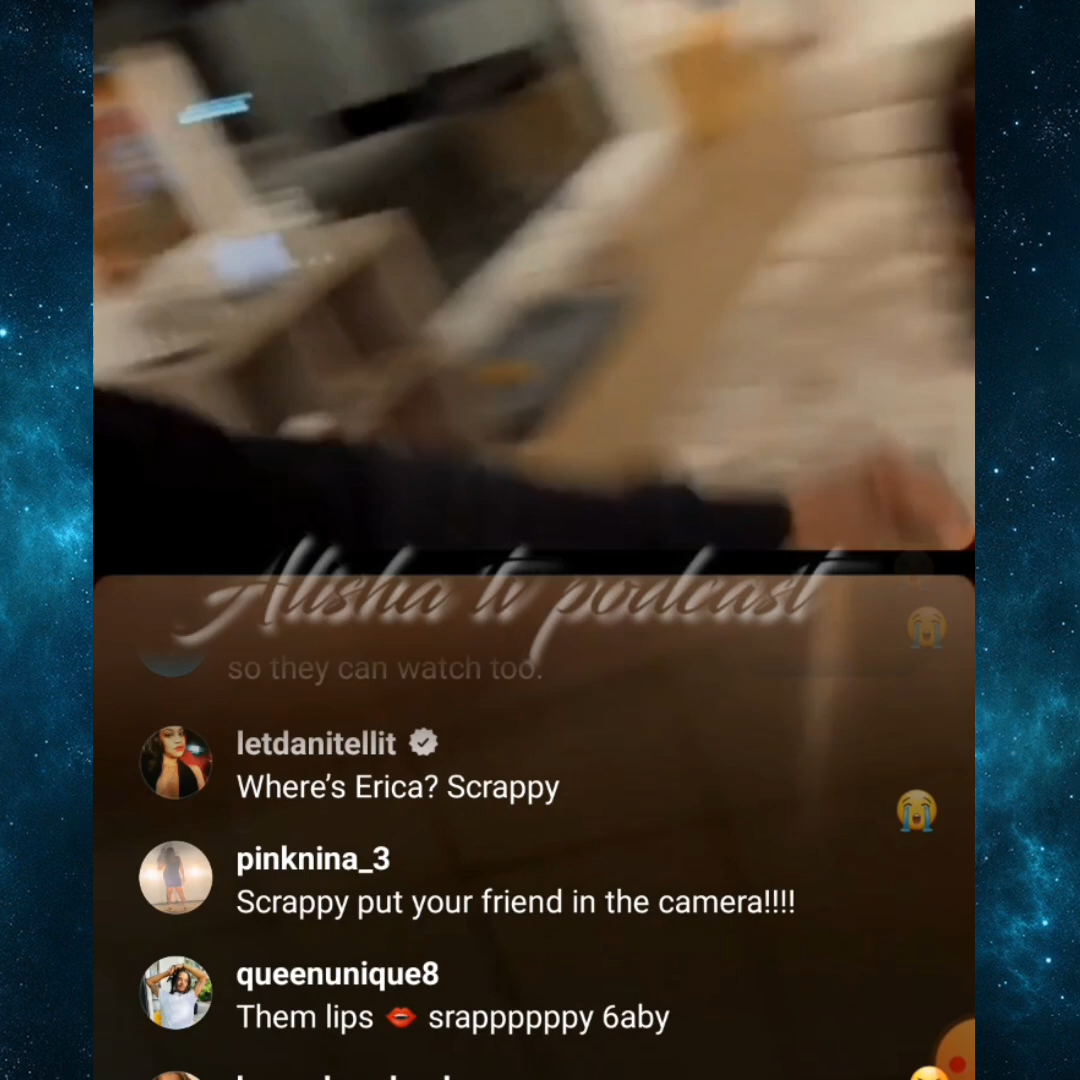 Alisha tv podcast
so they can watch too.
letdanitellit
Where’s Erica? Scrappy
pinknina_3
Scrappy put your friend in the camera!!!!
queenunique8
Them lips 👄 srappppppy 6aby